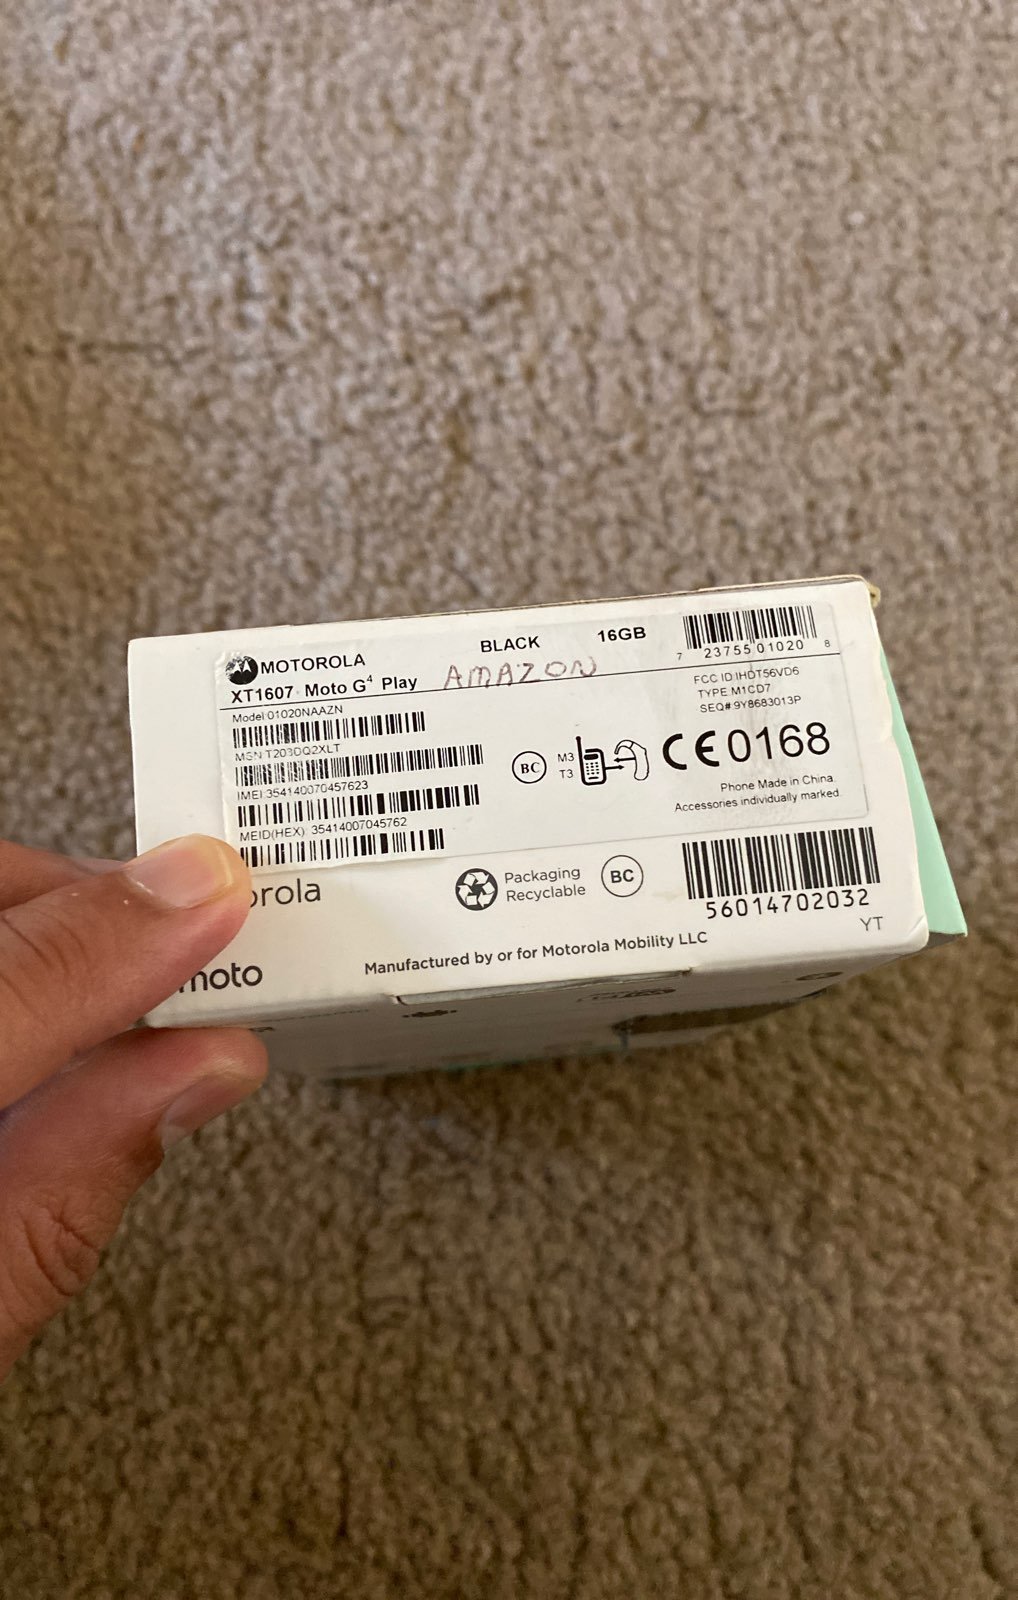 MOTOROLA
BLACK
16GB
7 23755 01020 8
XT1607 Moto G4 Play
AMAZON
Model 01020NAAZN
MSN T203DQ2XLT
IMEI 354140070457623
MEID(HEX): 35414007045762
FCC ID IHDT56VD6
TYPE M1CD7
SEQ# 9Y8683013P
BC
M3
T3
CE0168
Phone Made in China.
Accessories individually marked.
Packaging
Recyclable
BC
56014702032
YT
Manufactured by or for Motorola Mobility LLC
moto